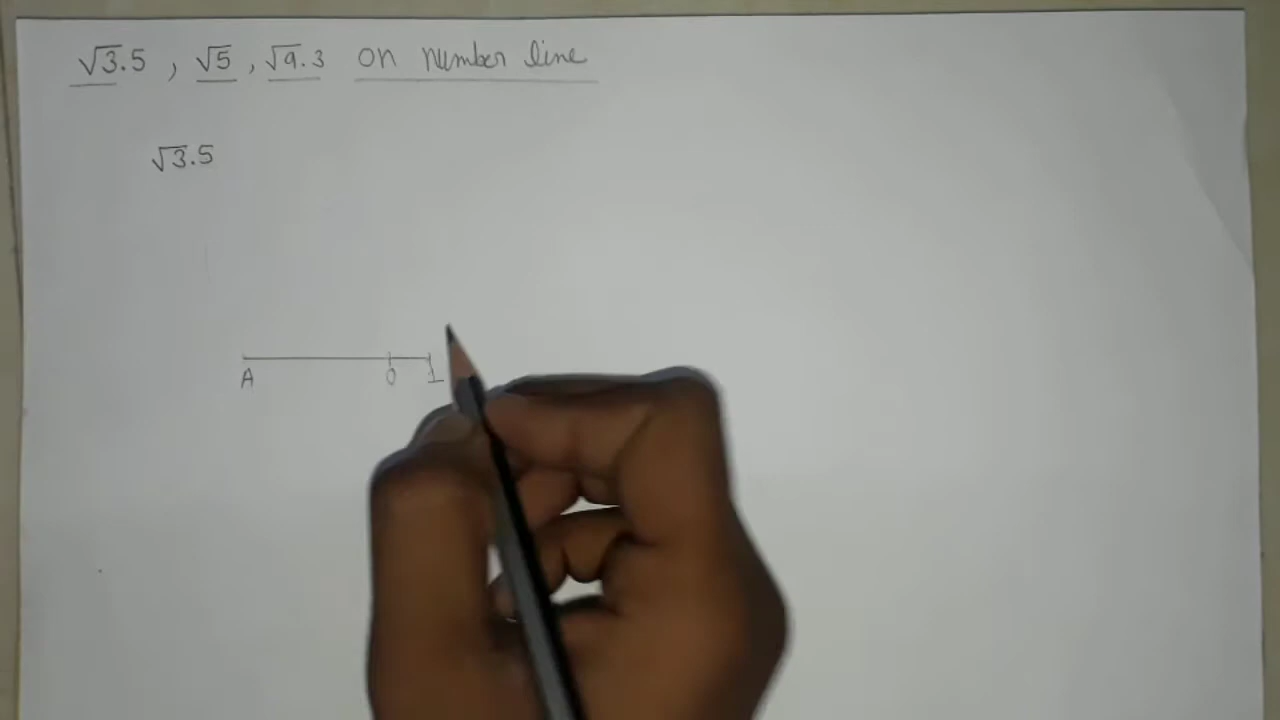 √3.5 , √5 , √9.3 on number line
√3.5
A 0 1